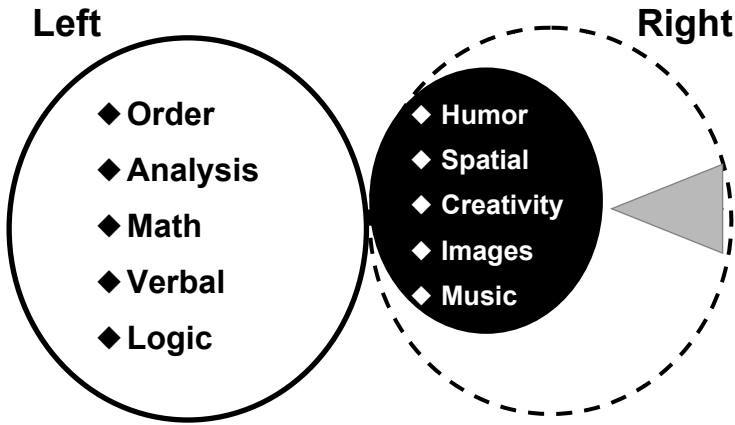 Left
Right
◆ Order
◆ Analysis
◆ Math
◆ Verbal
◆ Logic
◆ Humor
◆ Spatial
◆ Creativity
◆ Images
◆ Music